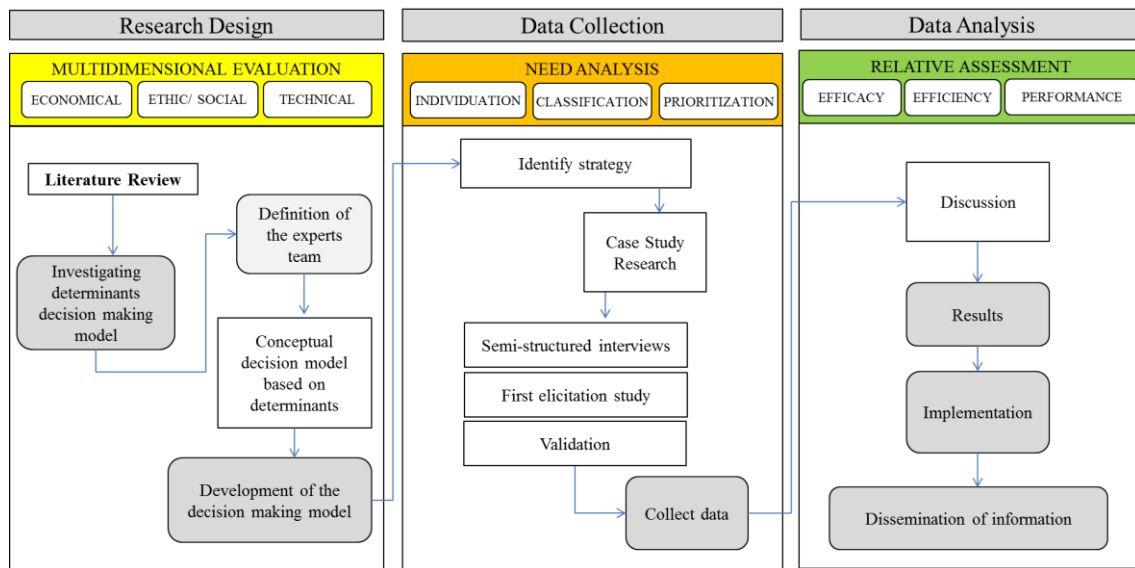 Research Design
MULTIDIMENSIONAL EVALUATION
ECONOMICAL
ETHIC/ SOCIAL
TECHNICAL
Literature Review
Investigating
determinants
decision making
model
Definition of
the experts
team
Conceptual
decision model
based on
determinants
Development of the
decision making model
Data Collection
NEED ANALYSIS
INDIVIDUATION
CLASSIFICATION
PRIORITIZATION
Identify strategy
Case Study
Research
Semi-structured interviews
First elicitation study
Validation
Collect data
Data Analysis
RELATIVE ASSESSMENT
EFFICACY
EFFICIENCY
PERFORMANCE
Discussion
Results
Implementation
Dissemination of information